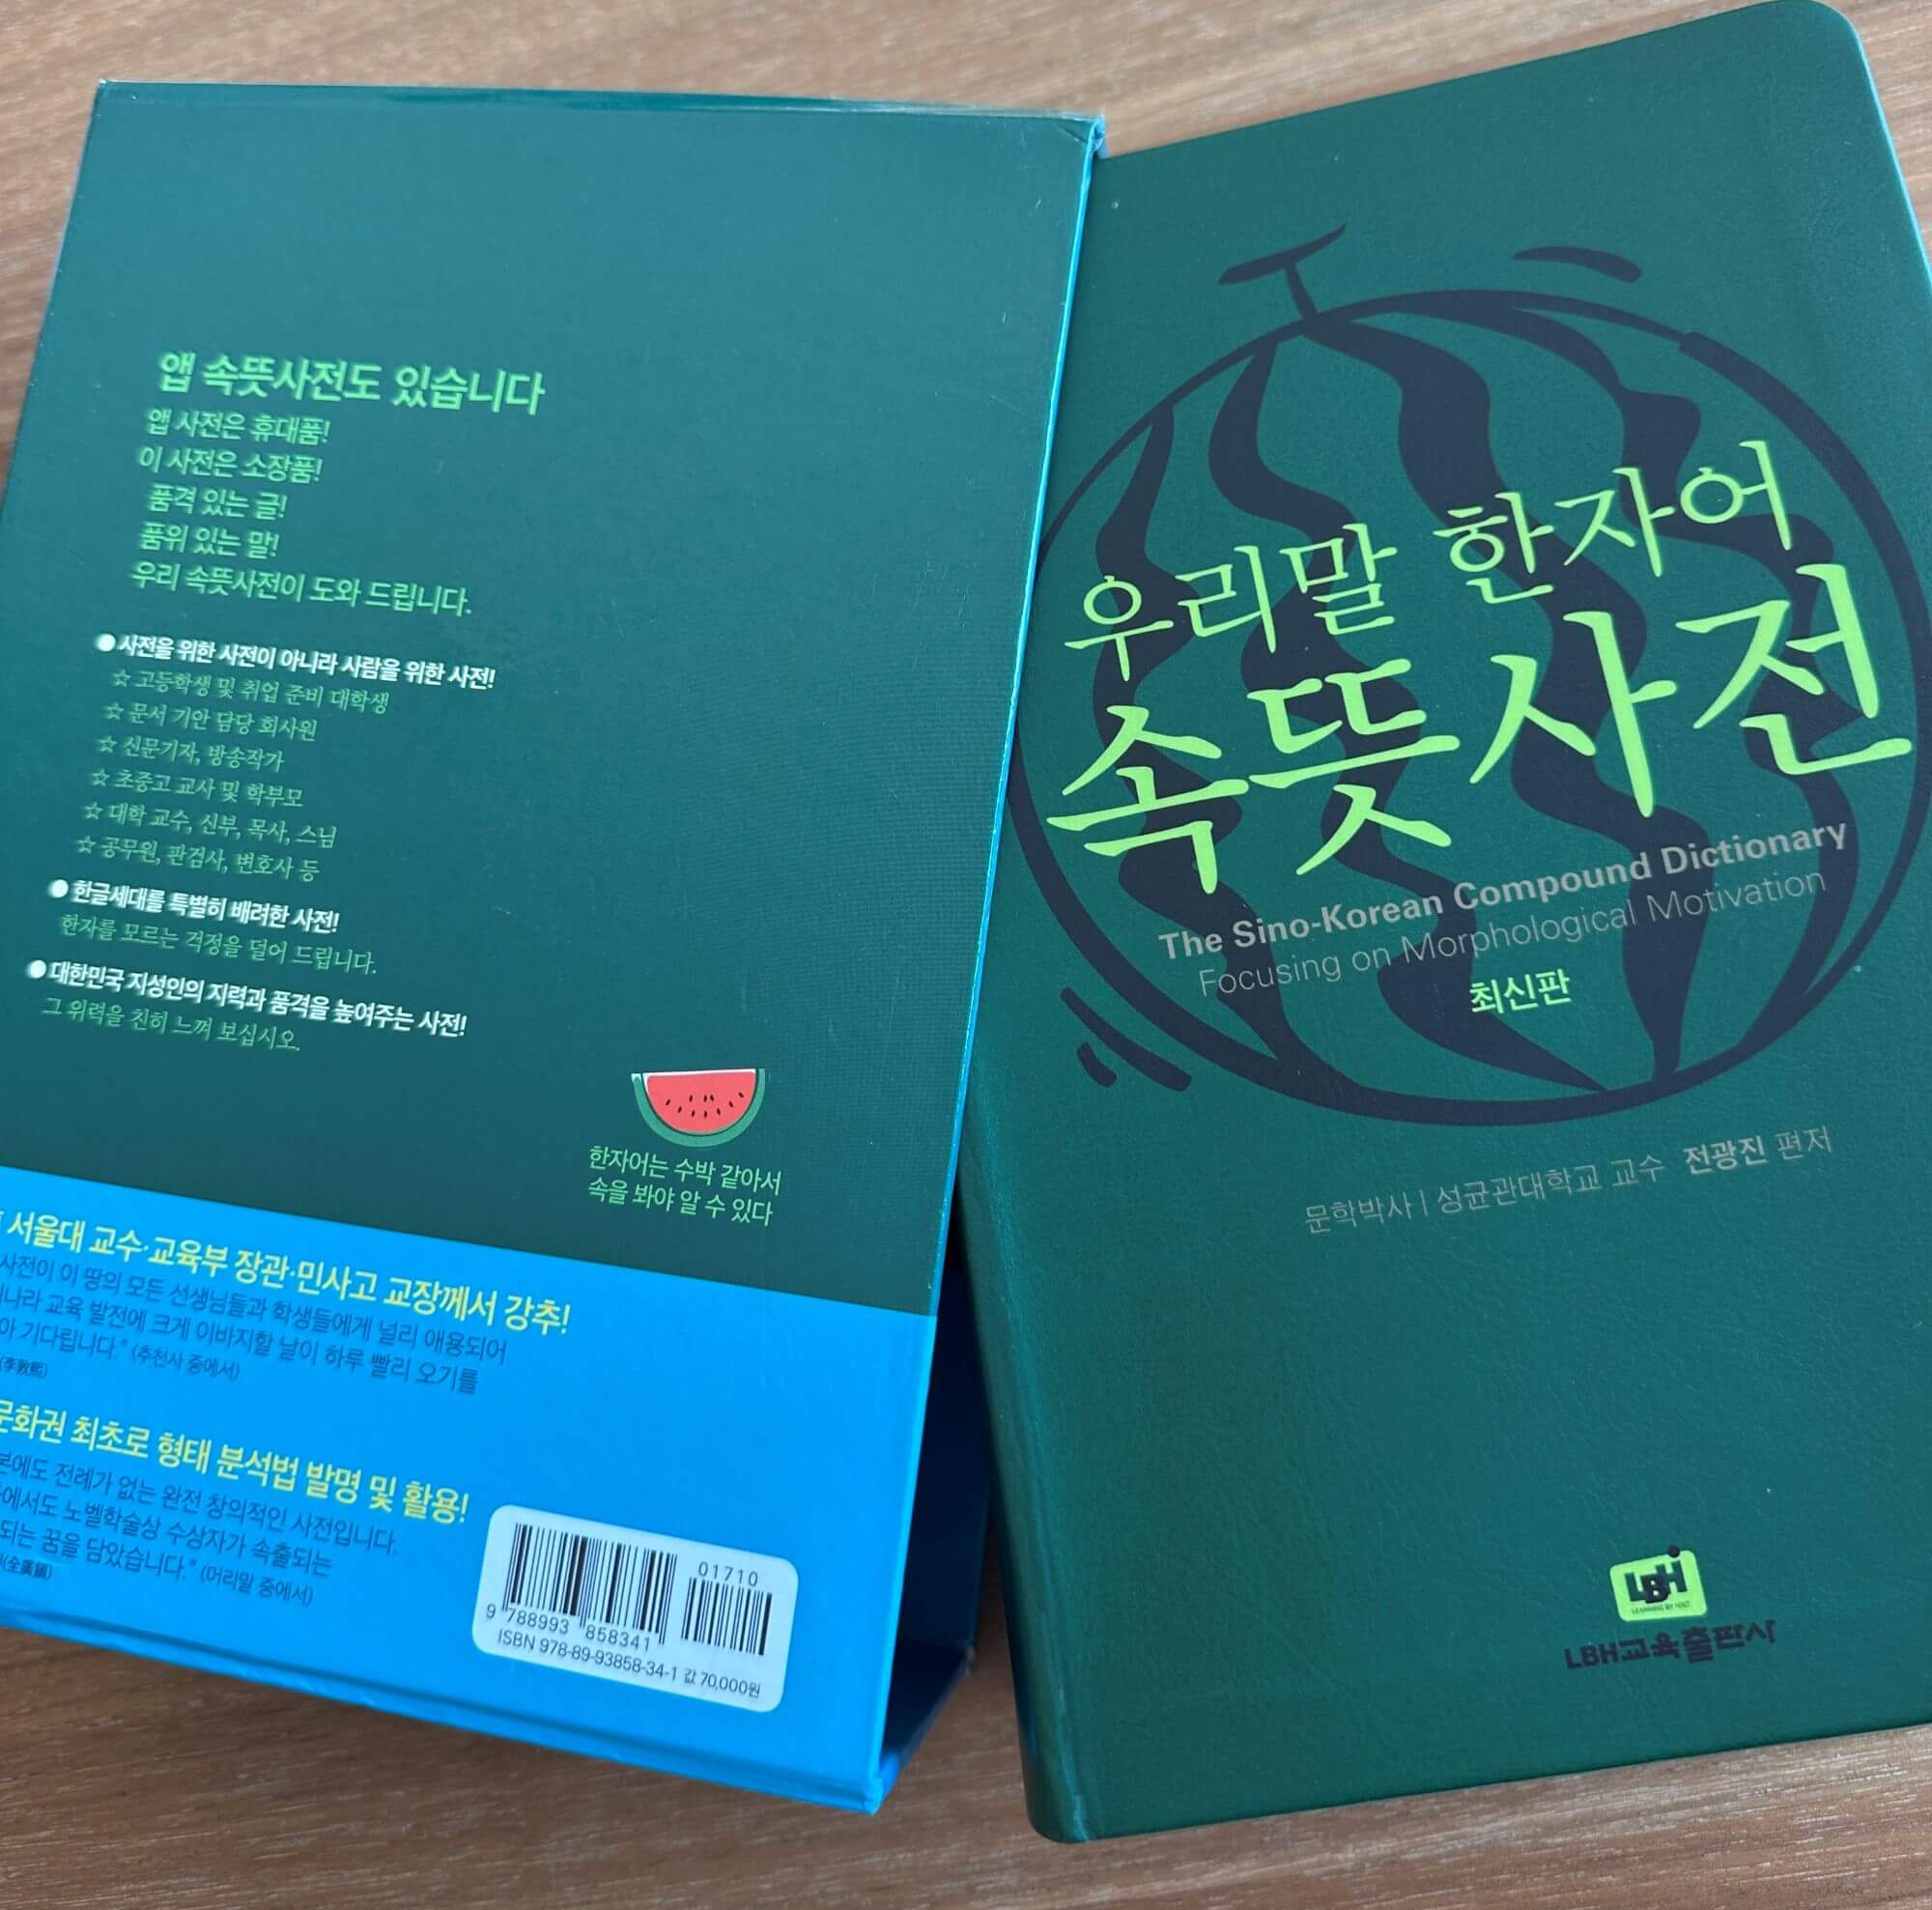 앱 속뜻사전도 있습니다
앱 사전은 휴대품!
이 사전은 소장품!
품격 있는 글!
품위 있는 말!
우리 속뜻사전이 도와 드립니다.
● 사전을 위한 사전이 아니라 사람을 위한 사전!
☆ 고등학생 및 취업 준비 대학생
☆ 문서 기안 담당 회사원
☆ 신문기자, 방송작가
☆ 초중고 교사 및 학부모
☆ 대학 교수, 신부, 목사, 스님
☆ 공무원, 판검사, 변호사 등
● 한글세대를 특별히 배려한 사전!
한자를 모르는 걱정을 덜어 드립니다.
● 대한민국 지성인의 지력과 품격을 높여주는 사전!
그 위력을 친히 느껴 보십시오.
한자어는 수박 같아서
속을 봐야 알 수 있다
서울대 교수·교육부 장관·민사고 교장께서 강추!
사전이 이 땅의 모든 선생님들과 학생들에게 널리 애용되어
나라 교육 발전에 크게 이바지할 날이 하루 빨리 오기를
기다립니다." (추천사 중에서)
(李敦熙)
문화권 최초로 형태 분석법 발명 및 활용!
전례가 없는 완전 창의적인 사전입니다.
노벨학술상 수상자가 속출되는
되는 꿈을 담았습니다." (머리말 중에서)
(全廣鎭)
01710
9 788993 858341
ISBN 978-89-93858-34-1 값 70,000원
우리말 한자어
속뜻사전
The Sino-Korean Compound Dictionary
Focusing on Morphological Motivation
최신판
문학박사 | 성균관대학교 교수 전광진 편저
LBH
LEARNING BY HINT
LBH교육출판사